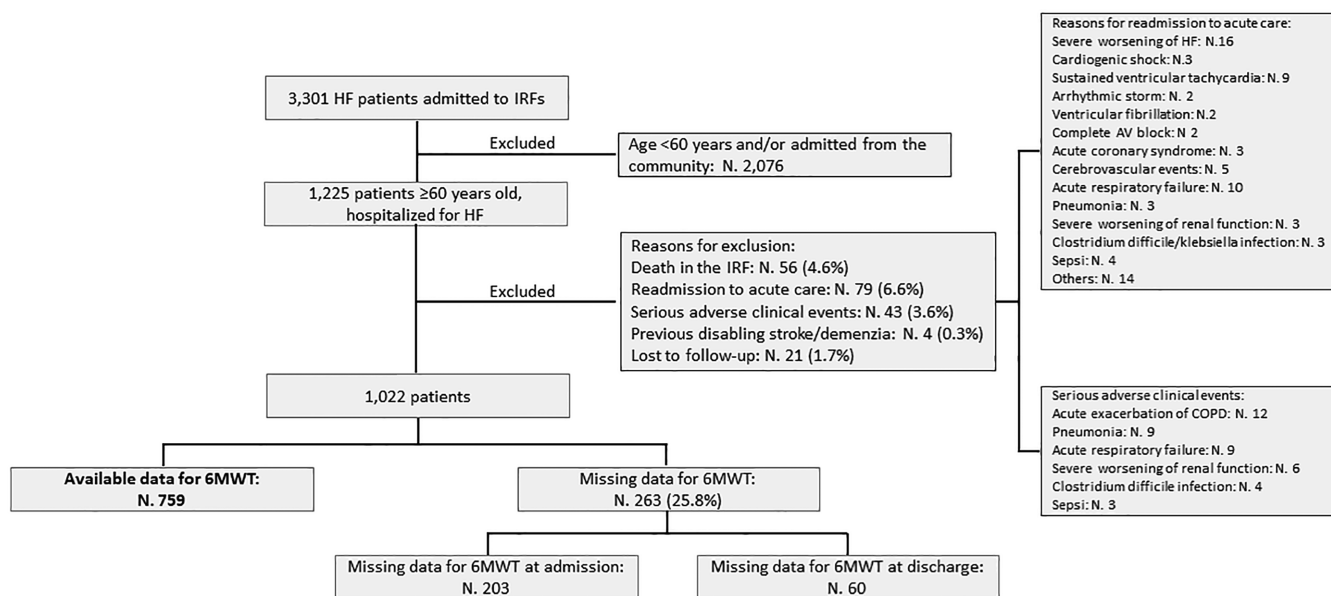 3,301 HF patients admitted to IRFs
Excluded
Age <60 years and/or admitted from the
community: N. 2,076
1,225 patients ≥60 years old,
hospitalized for HF
Excluded
Reasons for exclusion:
Death in the IRF: N. 56 (4.6%)
Readmission to acute care: N. 79 (6.6%)
Serious adverse clinical events: N. 43 (3.6%)
Previous disabling stroke/demenzia: N. 4 (0.3%)
Lost to follow-up: N. 21 (1.7%)
Reasons for readmission to acute care:
Severe worsening of HF: N.16
Cardiogenic shock: N.3
Sustained ventricular tachycardia: N. 9
Arrhythmic storm: N. 2
Ventricular fibrillation: N.2
Complete AV block: N 2
Acute coronary syndrome: N. 3
Cerebrovascular events: N. 5
Acute respiratory failure: N. 10
Pneumonia: N. 3
Severe worsening of renal function: N. 3
Clostridium difficile/klebsiella infection: N. 3
Sepsi: N. 4
Others: N. 14
Serious adverse clinical events:
Acute exacerbation of COPD: N. 12
Pneumonia: N. 9
Acute respiratory failure: N. 9
Severe worsening of renal function: N. 6
Clostridium difficile infection: N. 4
Sepsi: N. 3
1,022 patients
Available data for 6MWT:
N. 759
Missing data for 6MWT:
N. 263 (25.8%)
Missing data for 6MWT at admission:
N. 203
Missing data for 6MWT at discharge:
N. 60